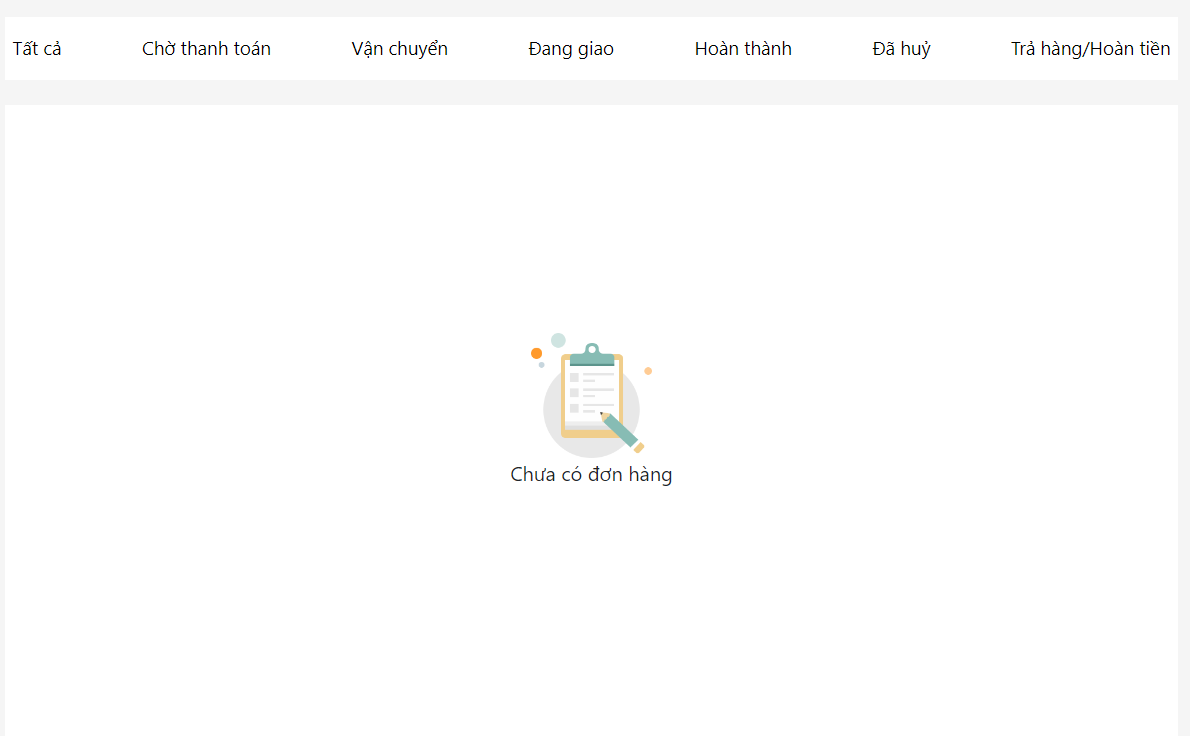 Tất cả Chờ thanh toán Vận chuyển Đang giao Hoàn thành Đã huỷ Trả hàng/Hoàn tiền
Chưa có đơn hàng